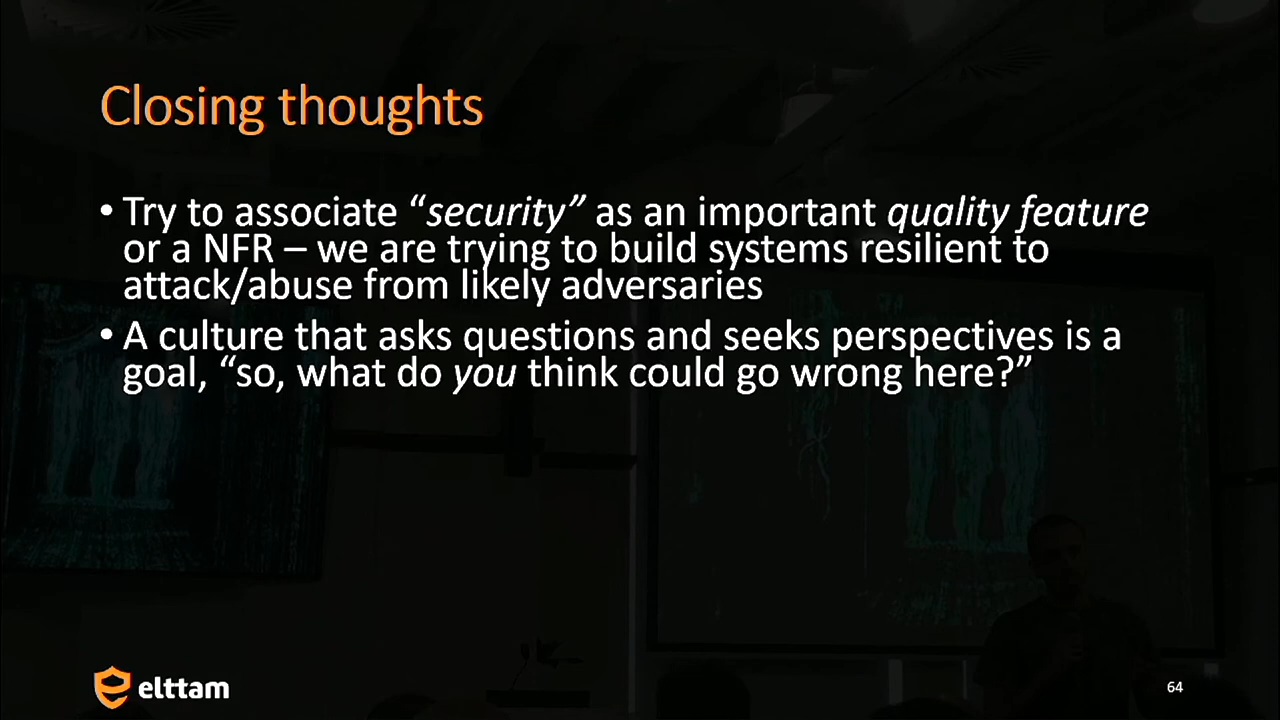 Closing thoughts
• Try to associate “security” as an important quality feature
or a NFR – we are trying to build systems resilient to
attack/abuse from likely adversaries
• A culture that asks questions and seeks perspectives is a
goal, “so, what do you think could go wrong here?”
elttam
64